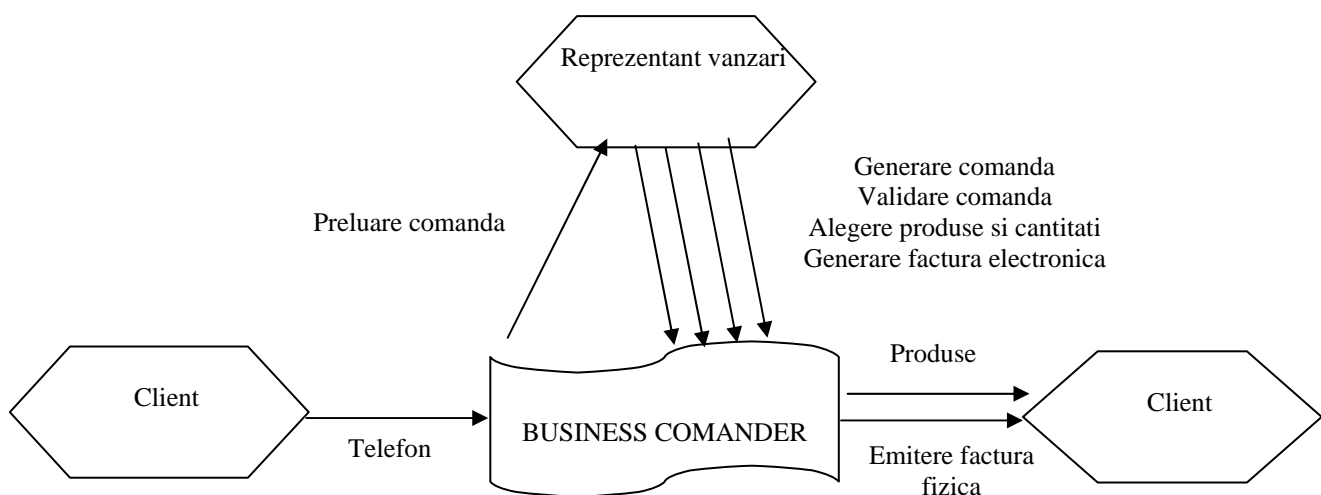 Reprezentant vanzari
Generare comanda
Validare comanda
Alegere produse si cantitati
Generare factura electronica
Preluare comanda
Client
Telefon
BUSINESS COMANDER
Produse
Emitere factura
fizica
Client